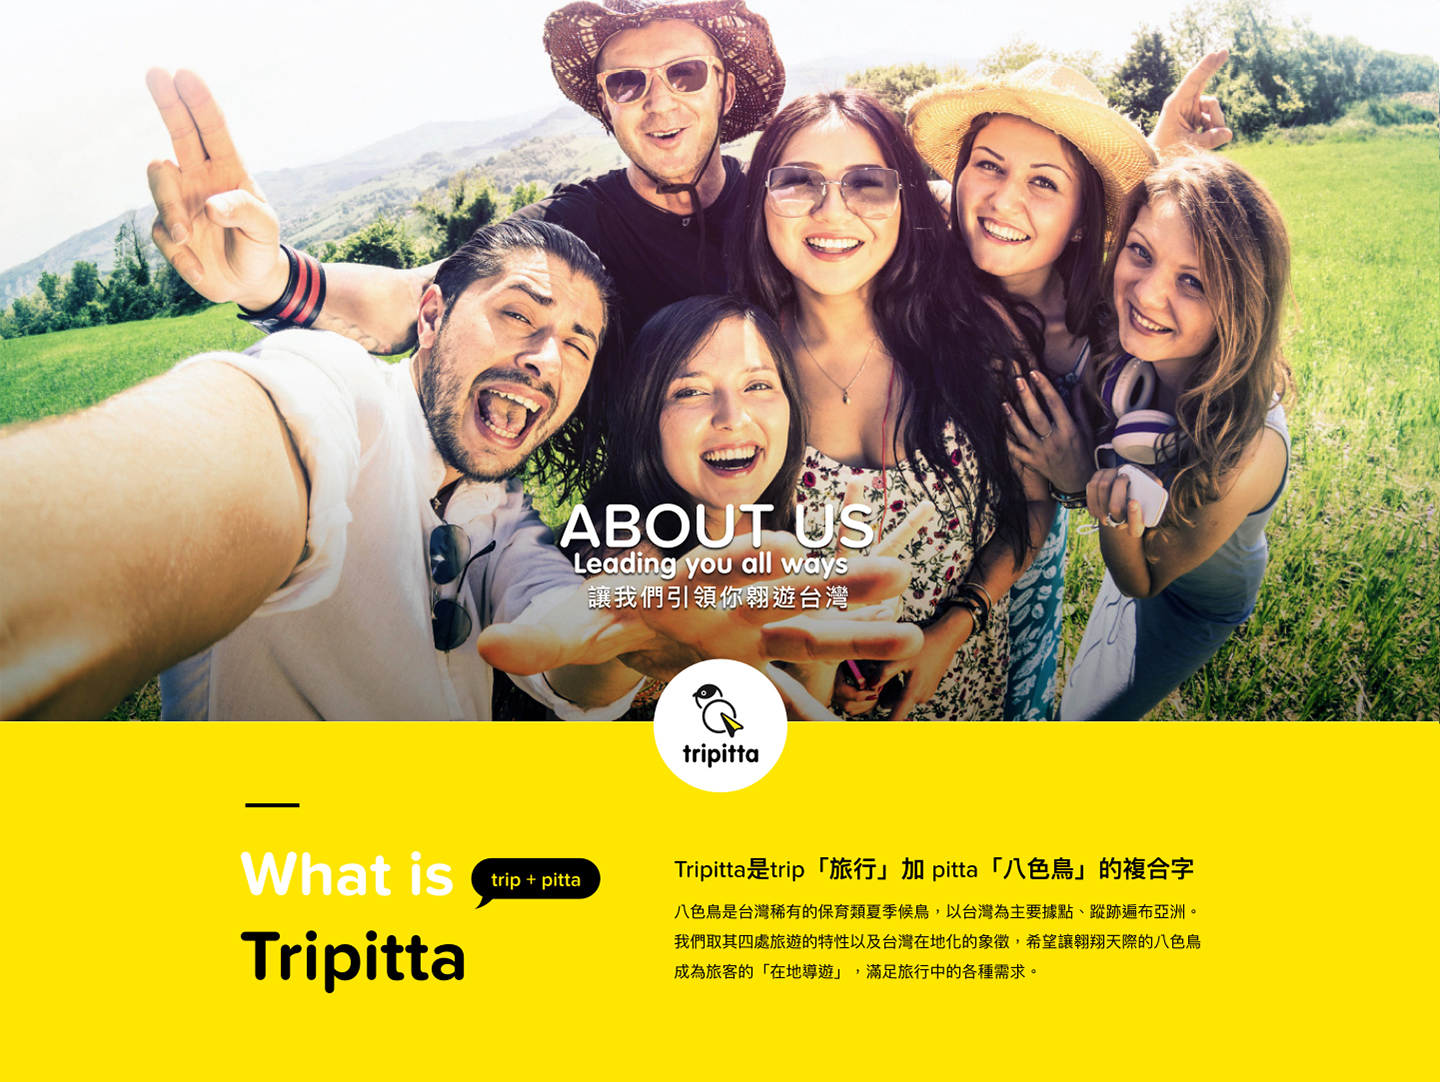 ABOUT US
Leading you all ways
讓我們引領你翱遊台灣
tripitta
What is
trip + pitta
Tripitta
Tripitta是trip「旅行」加 pitta「八色鳥」的複合字
八色鳥是台灣稀有的保育類夏季候鳥，以台灣為主要據點、蹤跡遍布亞洲。
我們取其四處旅遊的特性以及台灣在地化的象徵，希望讓翱翔天際的八色鳥
成為旅客的「在地導遊」，滿足旅行中的各種需求。